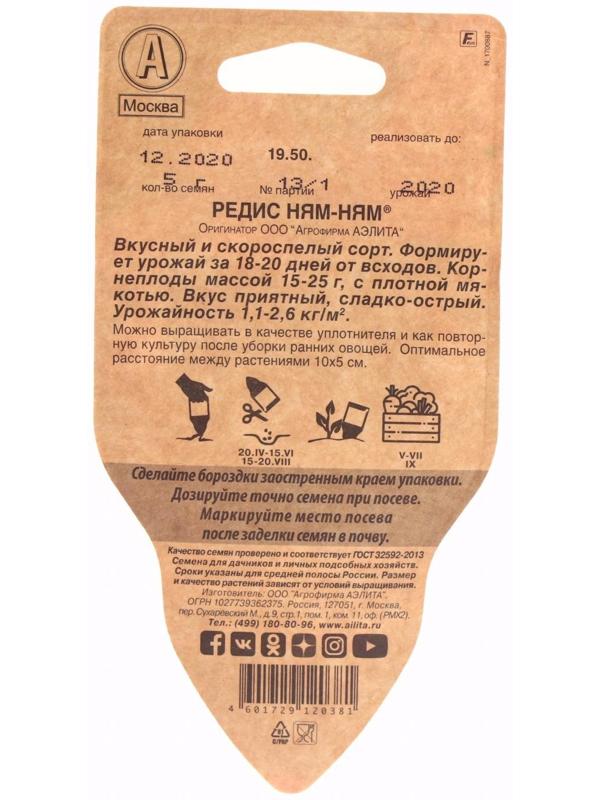 А
Москва
N 1700887
дата упаковки
реализовать до:
12.2020
19.50.
5 г
13/1
2020
кол-во семян
№ партии
урожай
РЕДИС НЯМ-НЯМ®
Оригинатор ООО "Агрофирма АЭЛИТА"
Вкусный и скороспелый сорт. Формиру-
ет урожай за 18-20 дней от всходов. Кор-
неплоды массой 15-25 г, с плотной мя-
котью. Вкус приятный, сладко-острый.
Урожайность 1,1-2,6 кг/м².
Можно выращивать в качестве уплотнителя и как повтор-
ную культуру после уборки ранних овощей. Оптимальное
расстояние между растениями 10х5 см.
20.IV-15.VI
15-20.VIII
V-VII
IX
Сделайте бороздки заостренным краем упаковки.
Дозируйте точно семена при посеве.
Маркируйте место посева
после заделки семян в почву.
Качество семян проверено и соответствует ГОСТ 32592-2013
Семена для дачников и личных подсобных хозяйств.
Сроки указаны для средней полосы России. Размер
и качество растений зависят от условий выращивания.
Изготовитель: ООО "Агрофирма АЭЛИТА".
ОГРН 1027739362375. Россия, 127051, г. Москва,
пер. Сухаревский М., д.9, стр.1, пом. 1, ком. 11, оф. (РМХ2).
Тел.: (499) 180-80-96, www.ailita.ru
4 601729 120381
81
C/PAP